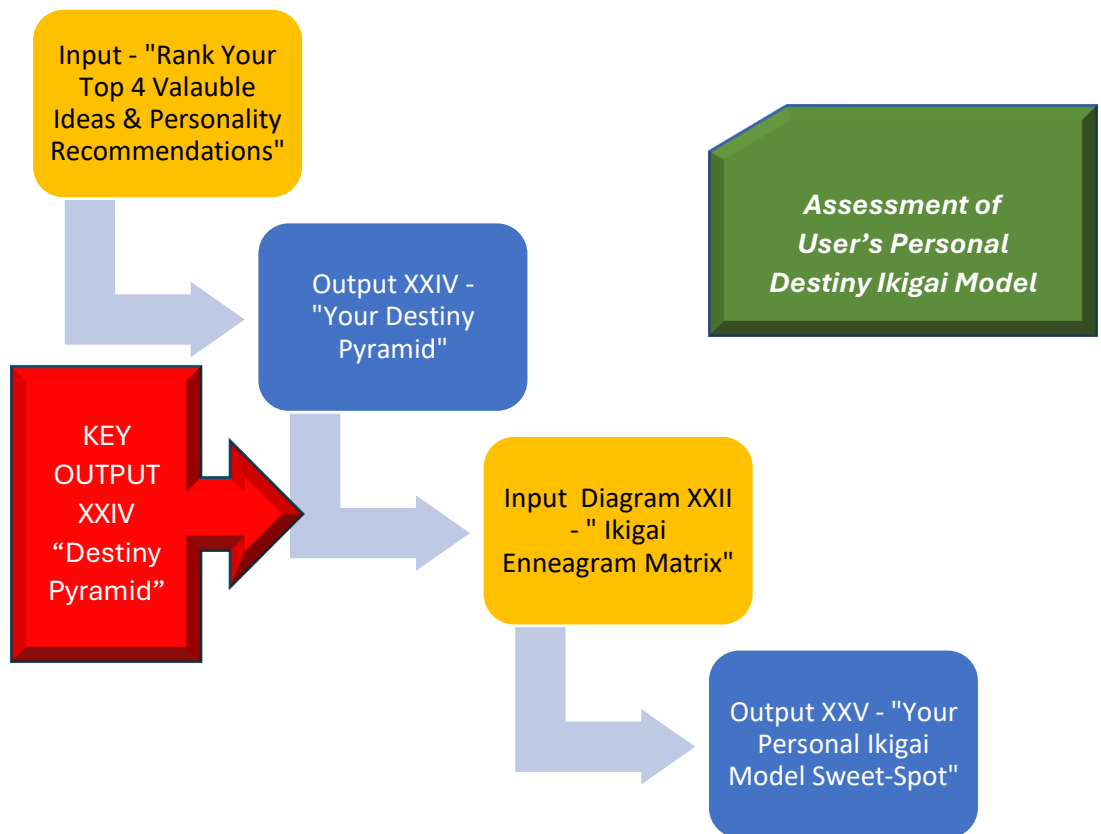 Input - "Rank Your
Top 4 Valauble
Ideas & Personality
Recommendations"
Assessment of
User’s Personal
Destiny Ikigai Model
Output XXIV -
"Your Destiny
Pyramid"
KEY
OUTPUT
XXIV
“Destiny
Pyramid”
Input  Diagram XXII
- " Ikigai
Enneagram Matrix"
Output XXV - "Your
Personal Ikigai
Model Sweet-Spot"